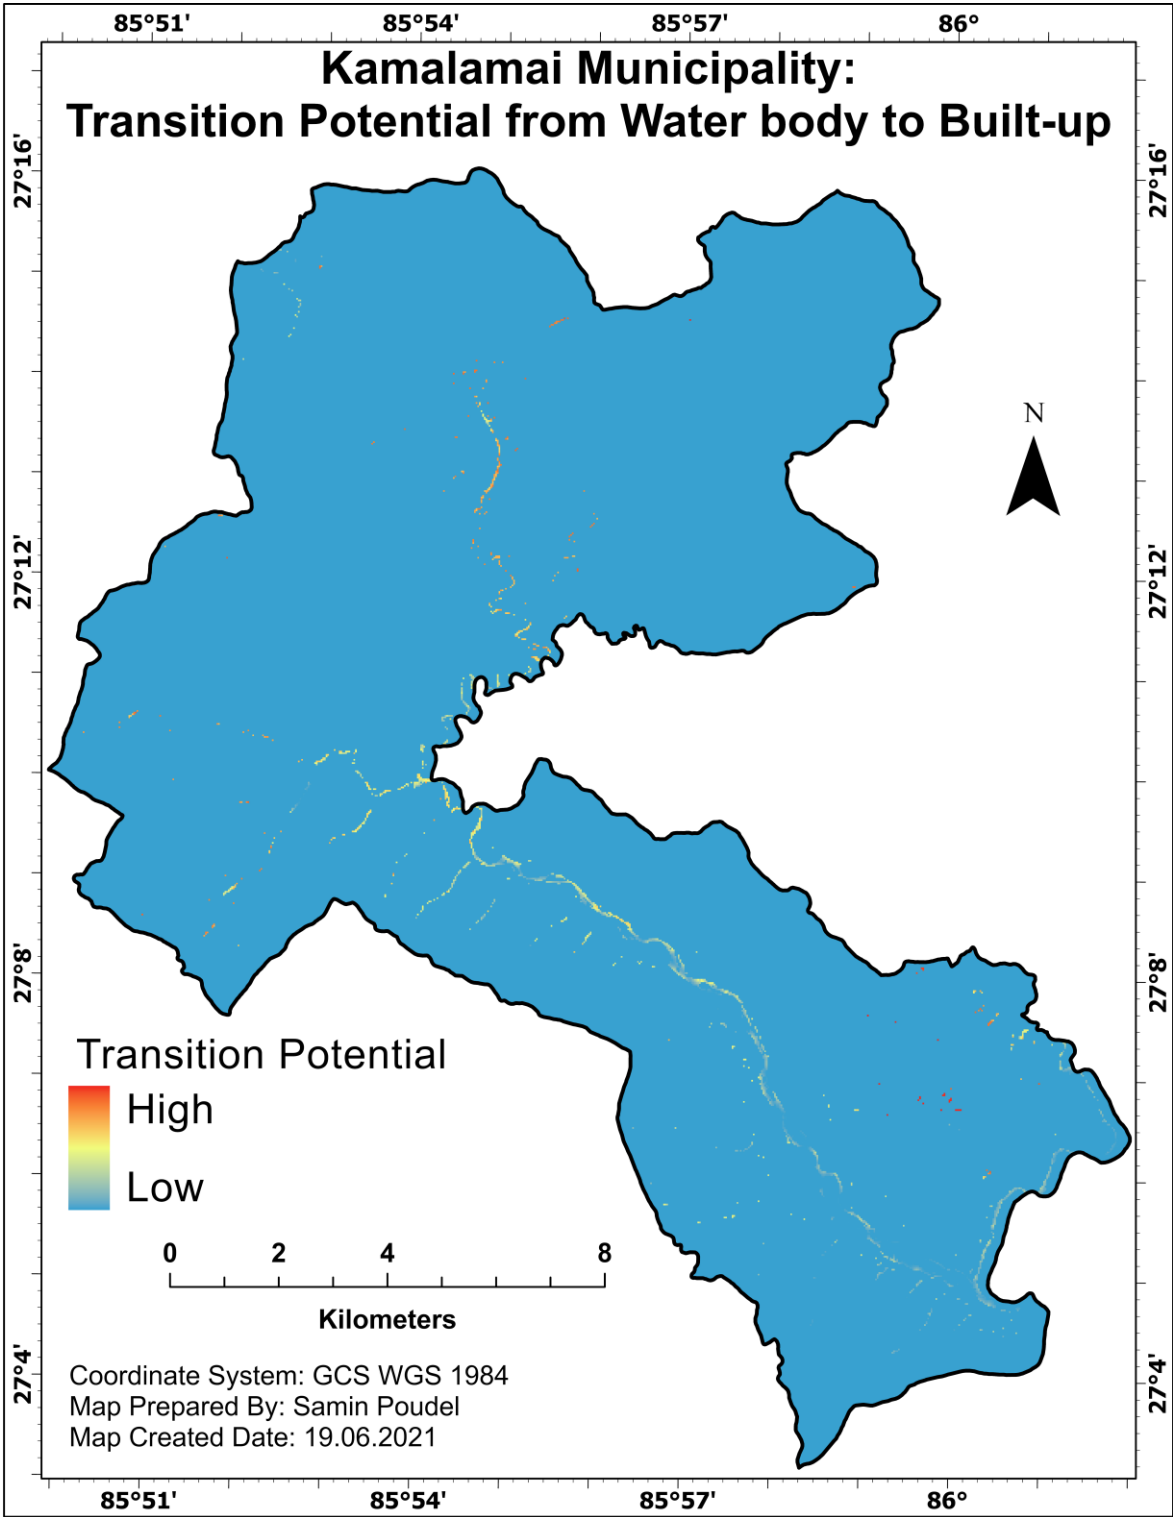 85°51' 85°54' 85°57' 86°
Kamalamai Municipality:
Transition Potential from Water body to Built-up
27°16' 27°16'
N
27°12' 27°12'
27°8' 27°8'
Transition Potential
High
Low
0 2 4 8
Kilometers
27°4' 27°4'
Coordinate System: GCS WGS 1984
Map Prepared By: Samin Poudel
Map Created Date: 19.06.2021
85°51' 85°54' 85°57' 86°